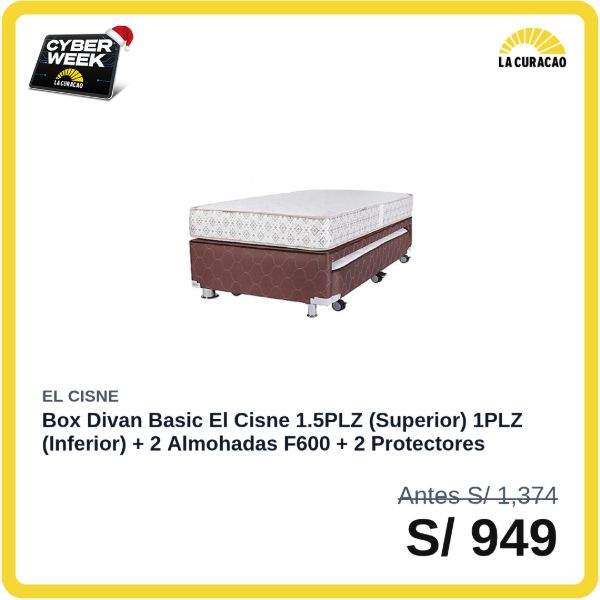 CYBER
WEEK
LA CURACAO
LA CURACAO
EL CISNE
Box Divan Basic El Cisne 1.5PLZ (Superior) 1PLZ
(Inferior) + 2 Almohadas F600 + 2 Protectores
Antes S/ 1,374
S/ 949